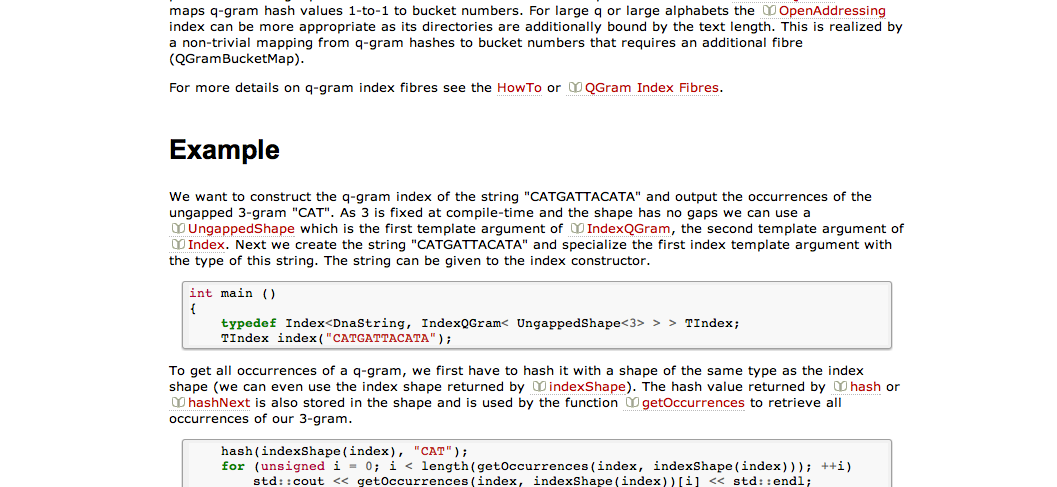 maps q-gram hash values 1-to-1 to bucket numbers. For large q or large alphabets the OpenAddressing
index can be more appropriate as its directories are additionally bound by the text length. This is realized by
a non-trivial mapping from q-gram hashes to bucket numbers that requires an additional fibre
(QGramBucketMap).
For more details on q-gram index fibres see the HowTo or QGram Index Fibres.
Example
We want to construct the q-gram index of the string "CATGATTACATA" and output the occurrences of the
ungapped 3-gram "CAT". As 3 is fixed at compile-time and the shape has no gaps we can use a
UngappedShape which is the first template argument of IndexQGram, the second template argument of
Index. Next we create the string "CATGATTACATA" and specialize the first index template argument with
the type of this string. The string can be given to the index constructor.
int main ()
{
    typedef Index<DnaString, IndexQGram< UngappedShape<3> > > TIndex;
    TIndex index("CATGATTACATA");
To get all occurrences of a q-gram, we first have to hash it with a shape of the same type as the index
shape (we can even use the index shape returned by indexShape). The hash value returned by hash or
hashNext is also stored in the shape and is used by the function getOccurrences to retrieve all
occurrences of our 3-gram.
    hash(indexShape(index), "CAT");
    for (unsigned i = 0; i < length(getOccurrences(index, indexShape(index))); ++i)
        std::cout << getOccurrences(index, indexShape(index))[i] << std::endl;